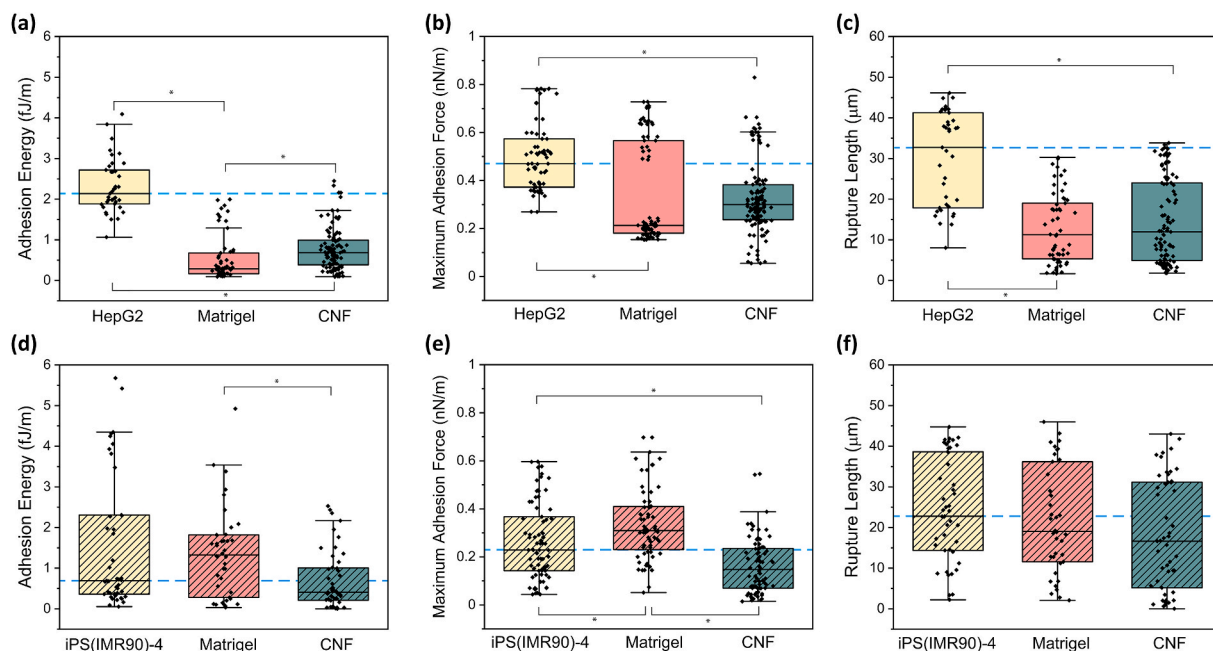 (a)
Adhesion Energy (fJ/m)
6
5
4
3
2
1
0
*
*
*
HepG2 Matrigel CNF
(b)
Maximum Adhesion Force (nN/m)
1
0.8
0.6
0.4
0.2
0
*
*
HepG2 Matrigel CNF
(c)
Rupture Length (μm)
60
50
40
30
20
10
0
*
*
HepG2 Matrigel CNF
(d)
Adhesion Energy (fJ/m)
6
5
4
3
2
1
0
*
iPS(IMR90)-4 Matrigel CNF
(e)
Maximum Adhesion Force (nN/m)
1
0.8
0.6
0.4
0.2
0
*
*
*
iPS(IMR90)-4 Matrigel CNF
(f)
Rupture Length (μm)
60
50
40
30
20
10
0
iPS(IMR90)-4 Matrigel CNF